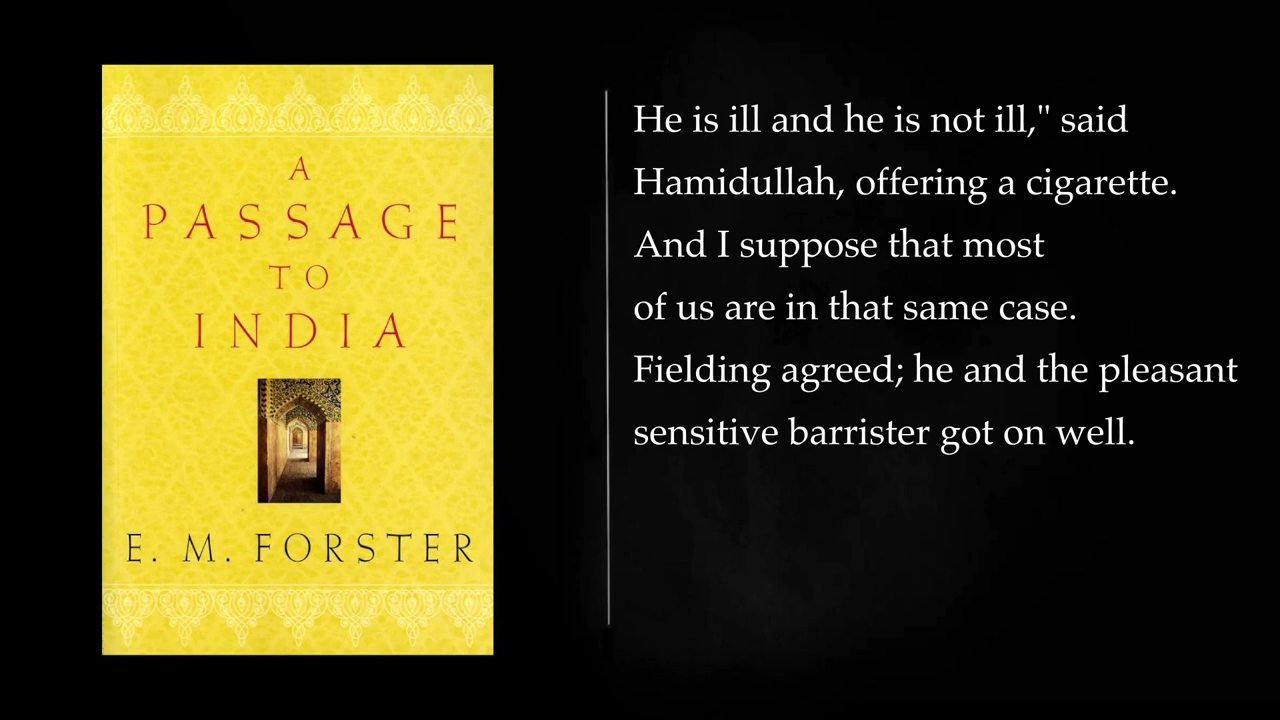 A
PASSAGE
TO
INDIA
E. M. FORSTER
He is ill and he is not ill," said
Hamidullah, offering a cigarette.
And I suppose that most
of us are in that same case.
Fielding agreed; he and the pleasant
sensitive barrister got on well.